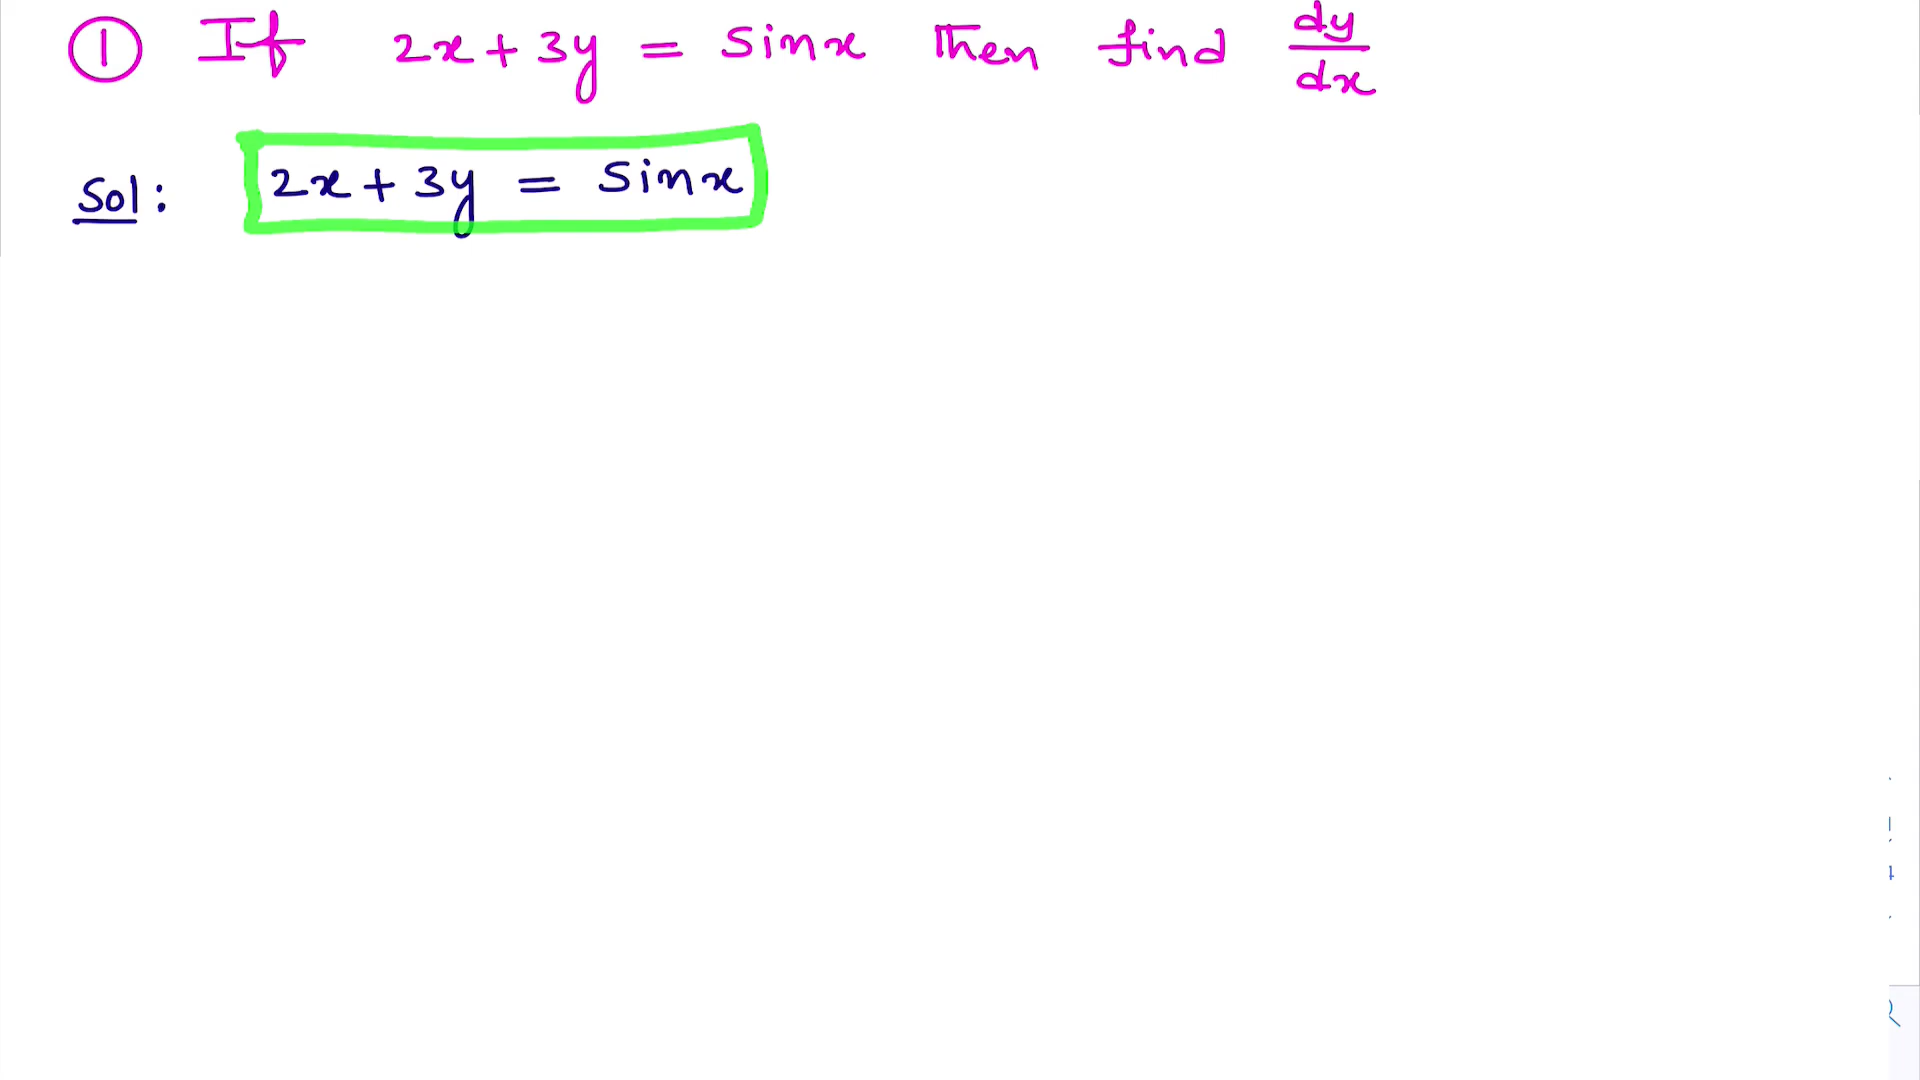 ① If 2x + 3y = Sinx Then find dy/dx
Sol: 2x + 3y = Sinx